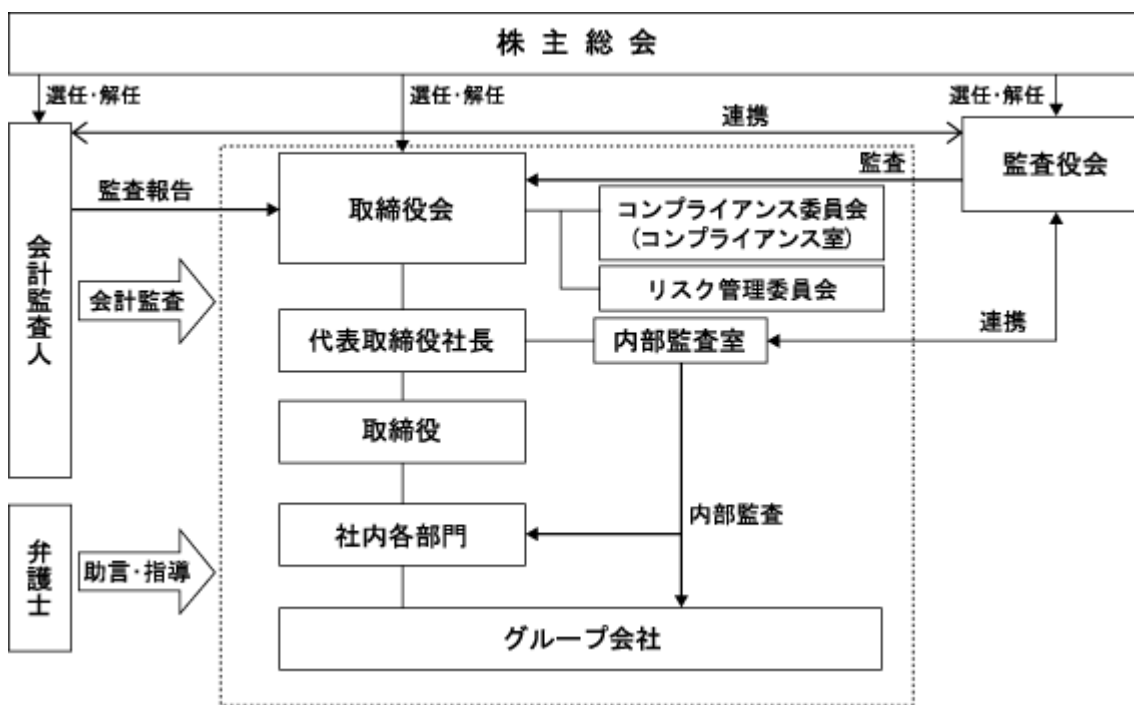 株主総会
選任・解任
選任・解任
選任・解任
連携
会計監査人
監査役会
監査
監査報告
取締役会
コンプライアンス委員会
(コンプライアンス室)
リスク管理委員会
会計監査
代表取締役社長
内部監査室
連携
取締役
弁護士
助言・指導
社内各部門
内部監査
グループ会社